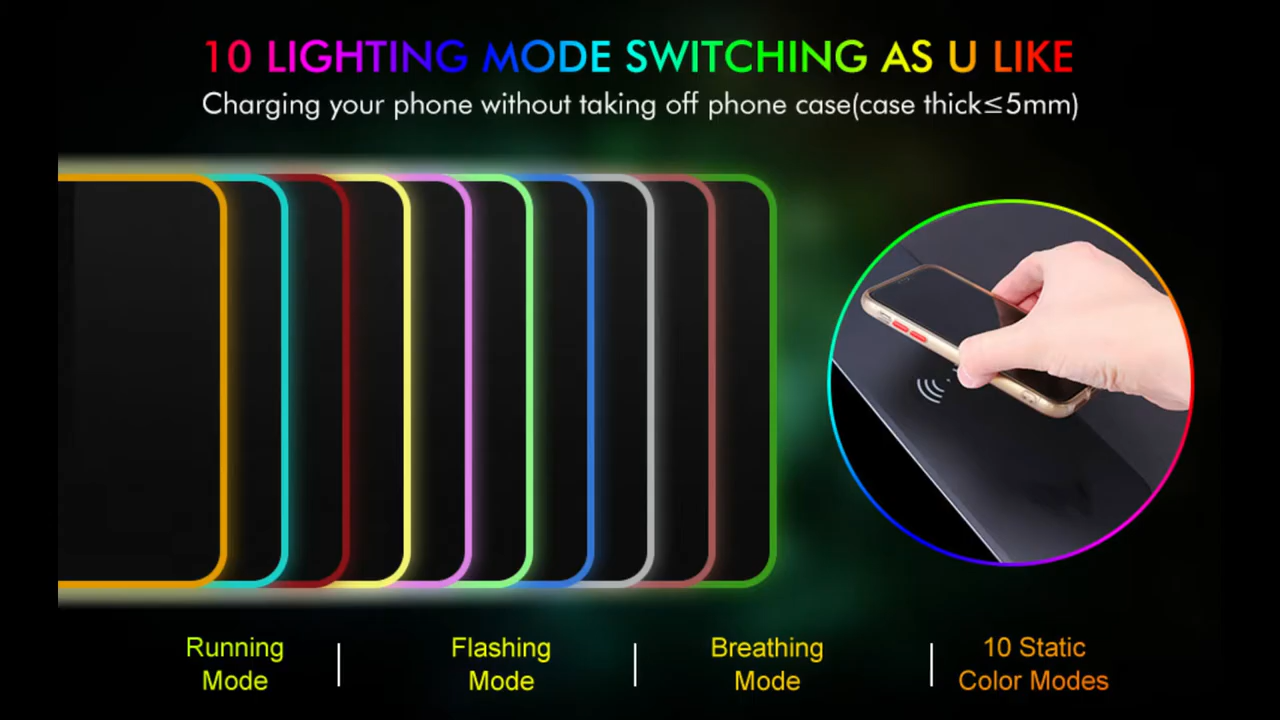 10 LIGHTING MODE SWITCHING AS U LIKE
Charging your phone without taking off phone case(case thick≤5mm)
Running
Mode
Flashing
Mode
Breathing
Mode
10 Static
Color Modes